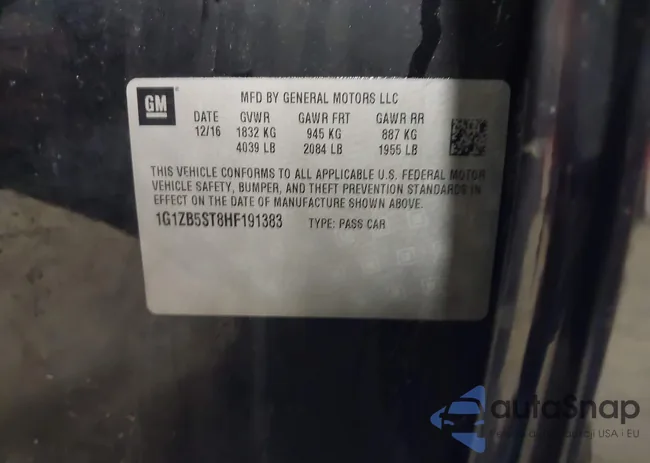 GM
MFD BY GENERAL MOTORS LLC
DATE GVWR GAWR FRT GAWR RR
12/16 1832 KG 945 KG 887 KG
4039 LB 2084 LB 1955 LB
THIS VEHICLE CONFORMS TO ALL APPLICABLE U.S. FEDERAL MOTOR
VEHICLE SAFETY, BUMPER, AND THEFT PREVENTION STANDARDS IN
EFFECT ON THE DATE OF MANUFACTURE SHOWN ABOVE.
1G1ZB5ST8HF191383 TYPE: PASS CAR
autoSnap
USA - EU